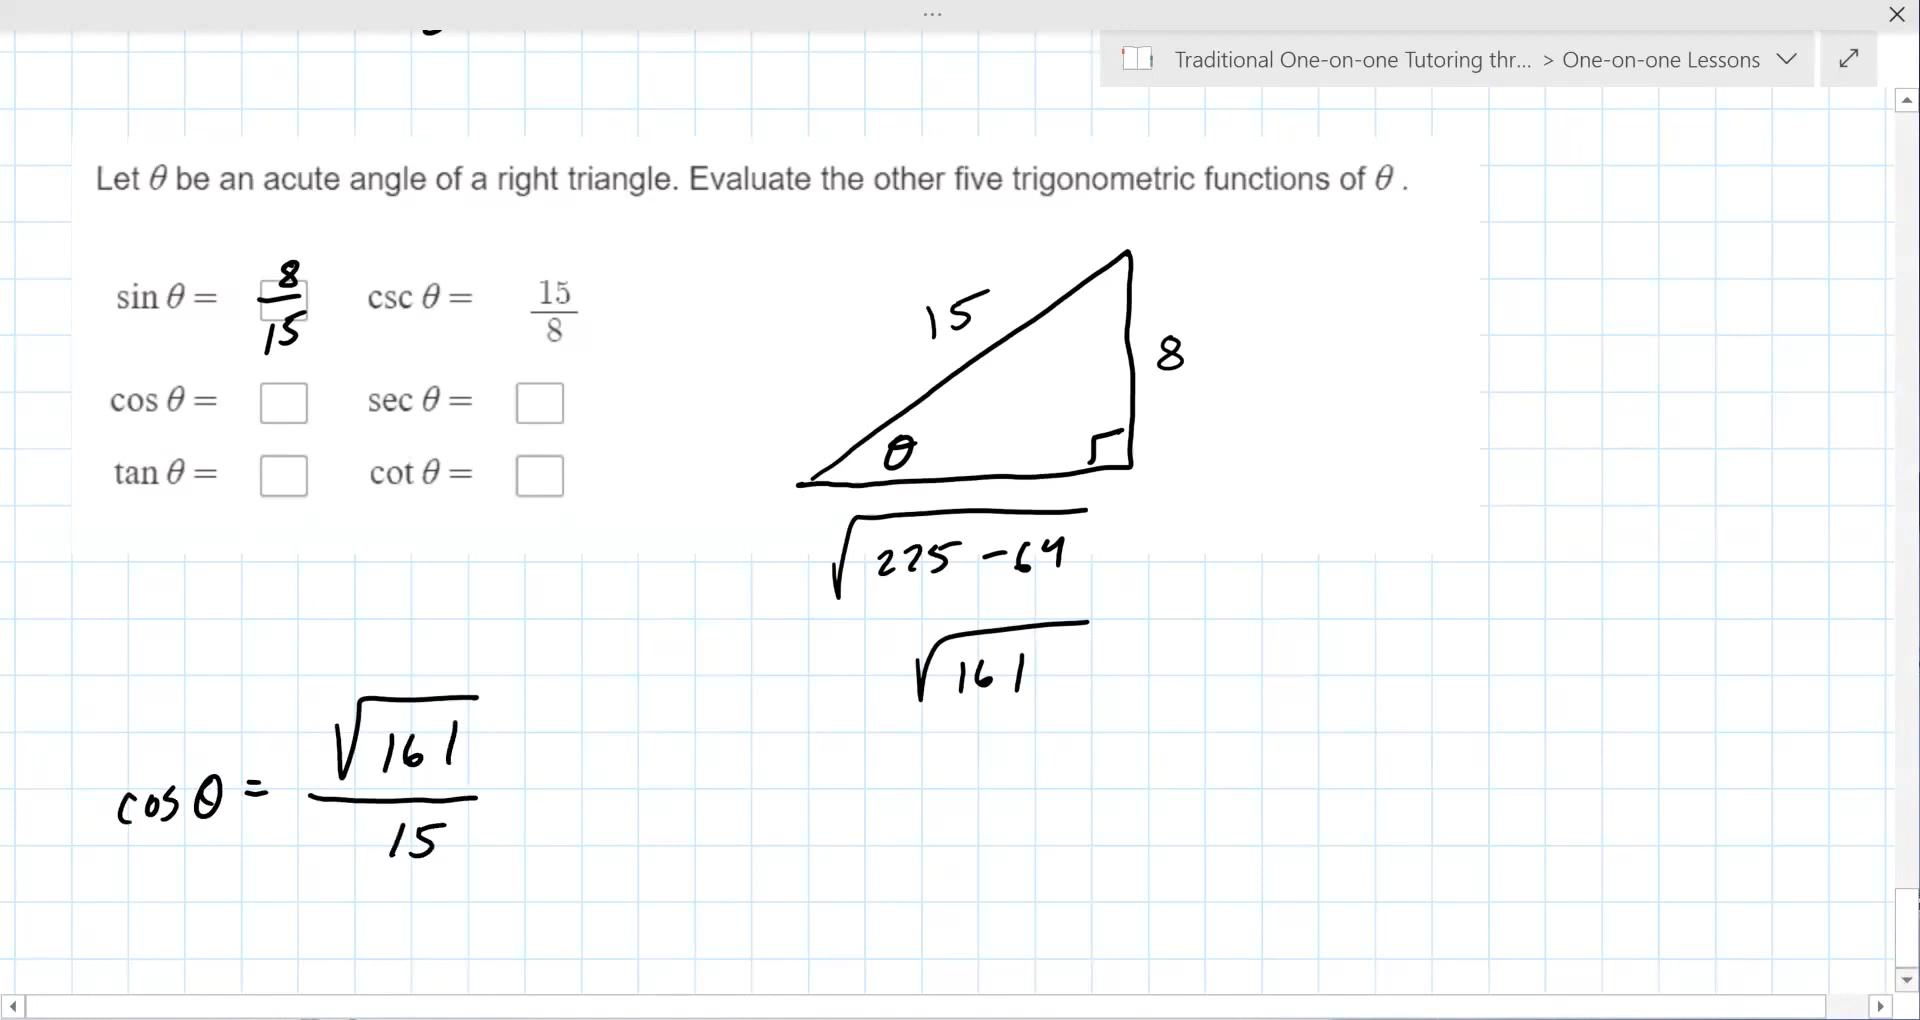 ...
Traditional One-on-one Tutoring thr... > One-on-one Lessons
Let θ be an acute angle of a right triangle. Evaluate the other five trigonometric functions of θ .
sin θ = 8/15 csc θ = 15/8
cos θ = sec θ =
tan θ = cot θ =
15
8
θ
√225 - 64
√161
cos θ = √161/15